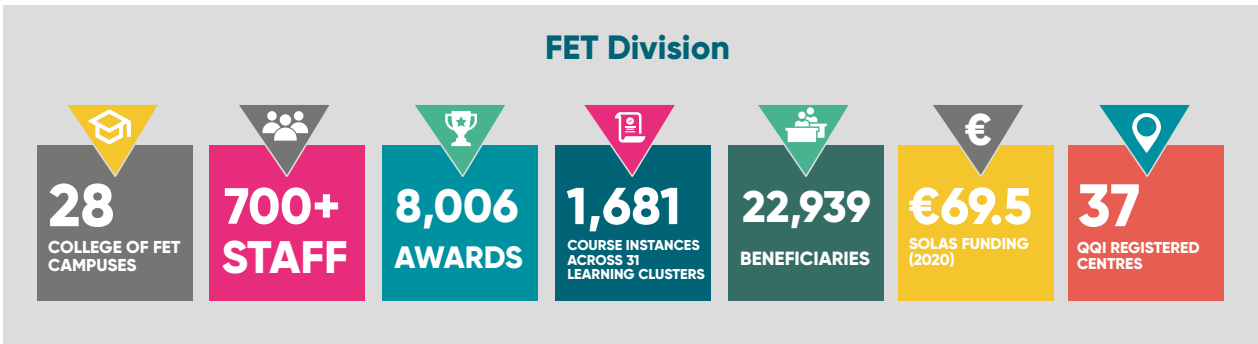 FET Division
28
COLLEGE OF FET
CAMPUSES
700+
STAFF
8,006
AWARDS
1,681
COURSE INSTANCES
ACROSS 31
LEARNING CLUSTERS
22,939
BENEFICIARIES
€
€69.5
SOLAS FUNDING
(2020)
37
QQI REGISTERED
CENTRES